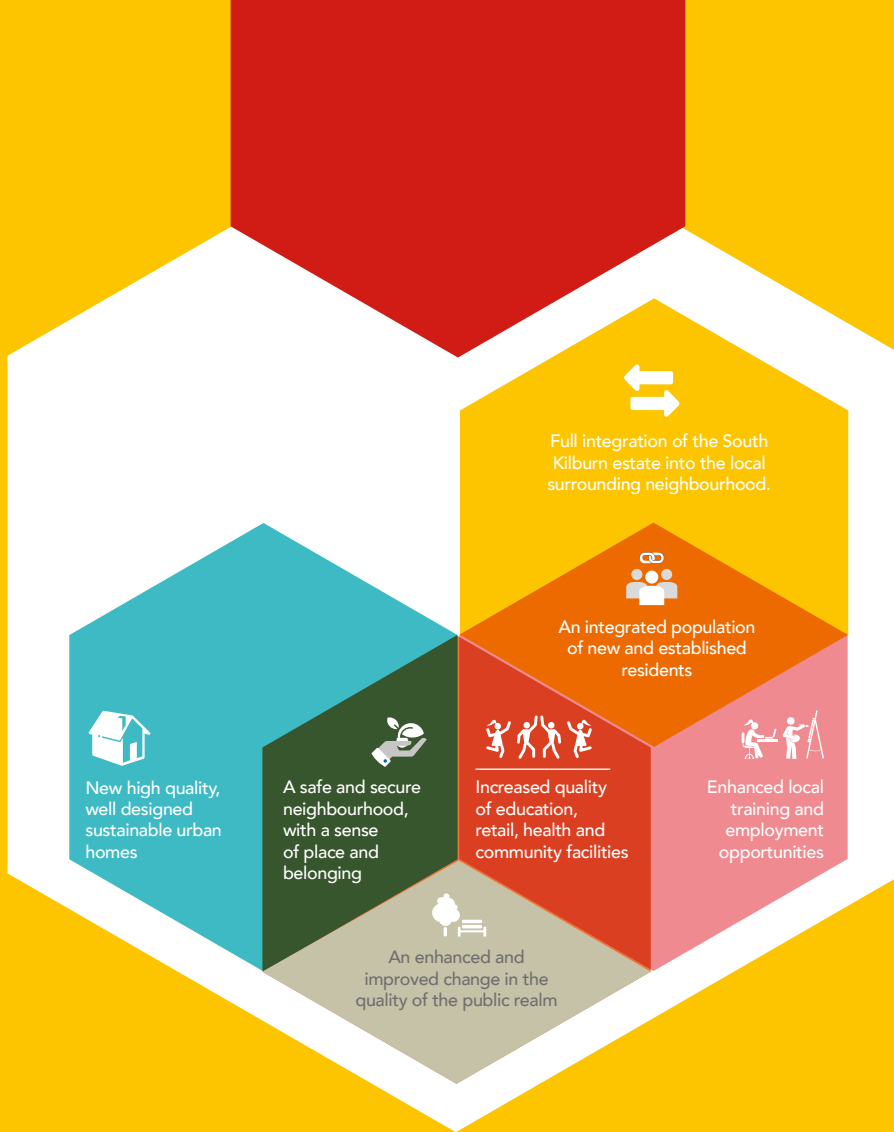 Full integration of the South
Kilburn estate into the local
surrounding neighbourhood.
An integrated population
of new and established
residents
New high quality,
well designed
sustainable urban
homes
A safe and secure
neighbourhood,
with a sense
of place and
belonging
Increased quality
of education,
retail, health and
community facilities
Enhanced local
training and
employment
opportunities
An enhanced and
improved change in the
quality of the public realm